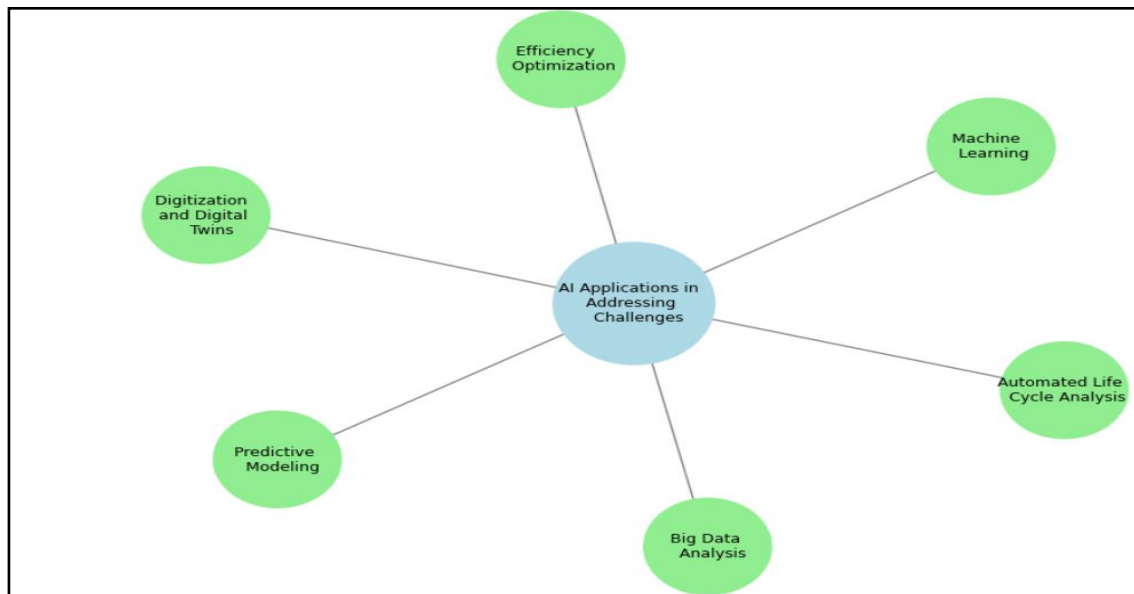 Efficiency
Optimization
Machine
Learning
Digitization
and Digital
Twins
AI Applications in
Addressing
Challenges
Automated Life
Cycle Analysis
Predictive
Modeling
Big Data
Analysis